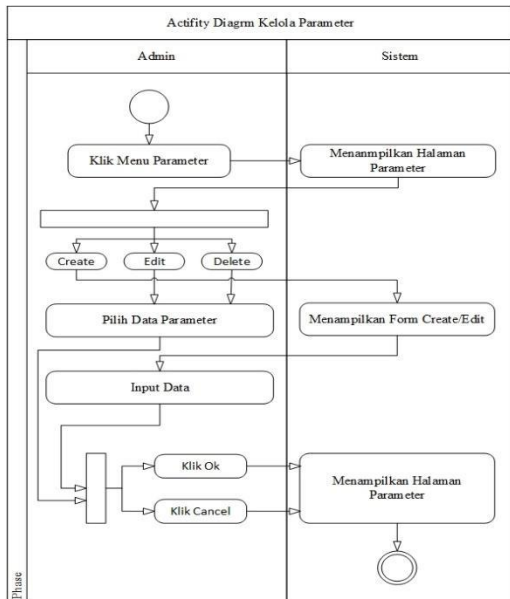 Actifity Diagrm Kelola Parameter
Admin
Sistem
Klik Menu Parameter
Menanmpilkan Halaman
Parameter
Create
Edit
Delete
Pilih Data Parameter
Menampilkan Form Create/Edit
Input Data
Klik Ok
Klik Cancel
Menampilkan Halaman
Parameter
Phase